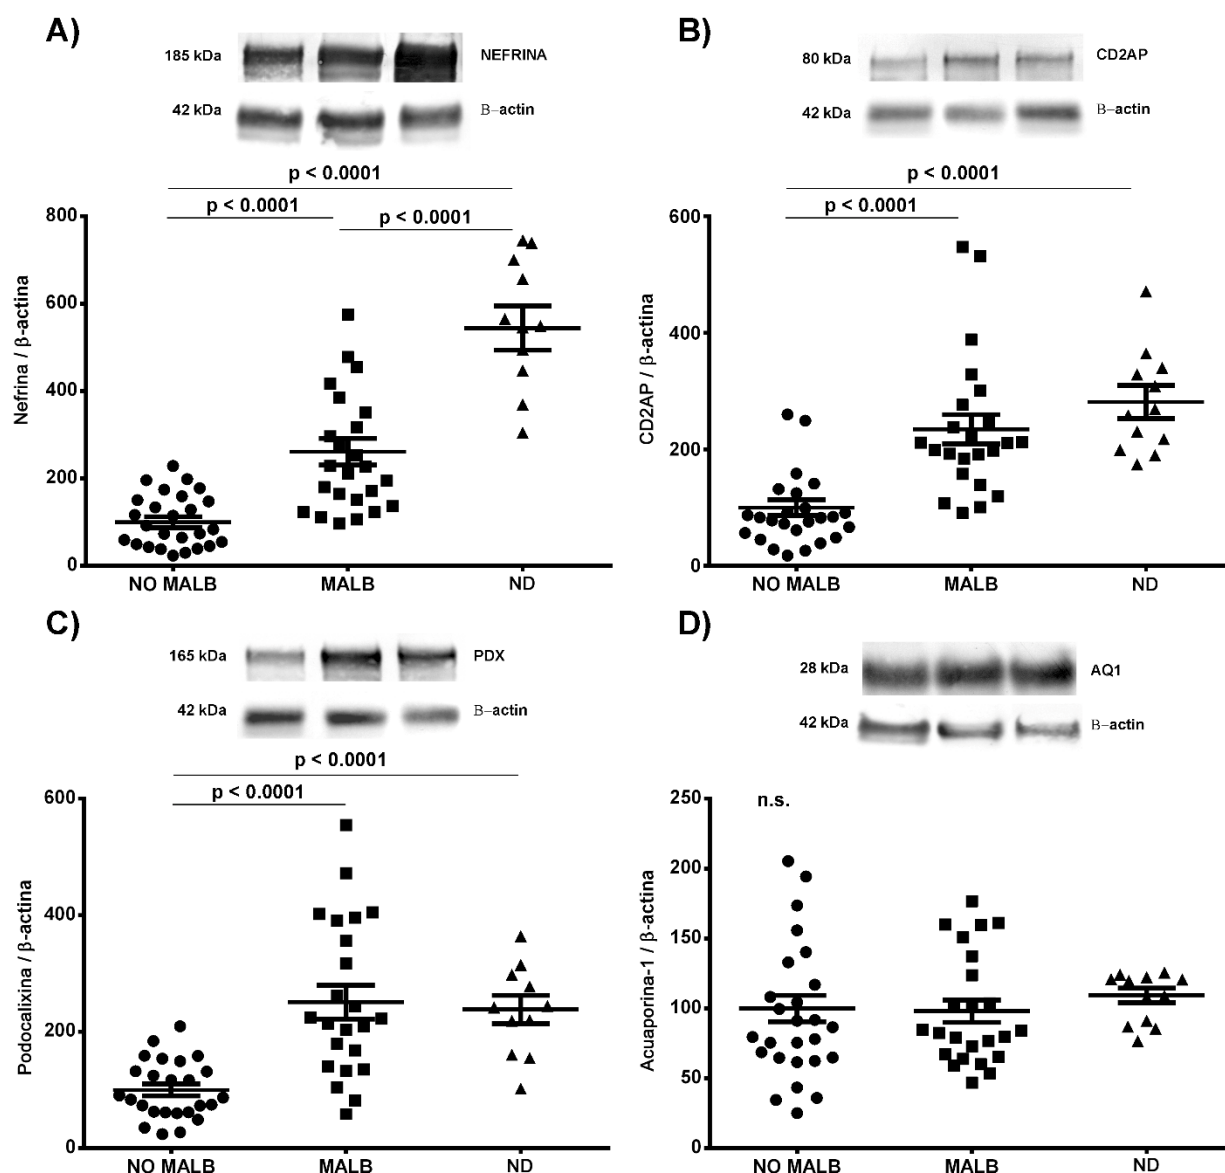 A)
185 kDa
NEFRINA
42 kDa
B–actin
p < 0.0001
p < 0.0001
p < 0.0001
800
600
400
200
0
Nefrina / β-actina
NO MALB
MALB
ND
B)
80 kDa
CD2AP
42 kDa
B–actin
p < 0.0001
p < 0.0001
600
400
200
0
CD2AP / β-actina
NO MALB
MALB
ND
C)
165 kDa
PDX
42 kDa
B–actin
p < 0.0001
p < 0.0001
600
400
200
0
Podocalixina / β-actina
NO MALB
MALB
ND
D)
28 kDa
AQ1
42 kDa
B–actin
n.s.
250
200
150
100
50
0
Acuaporina-1 / β-actina
NO MALB
MALB
ND